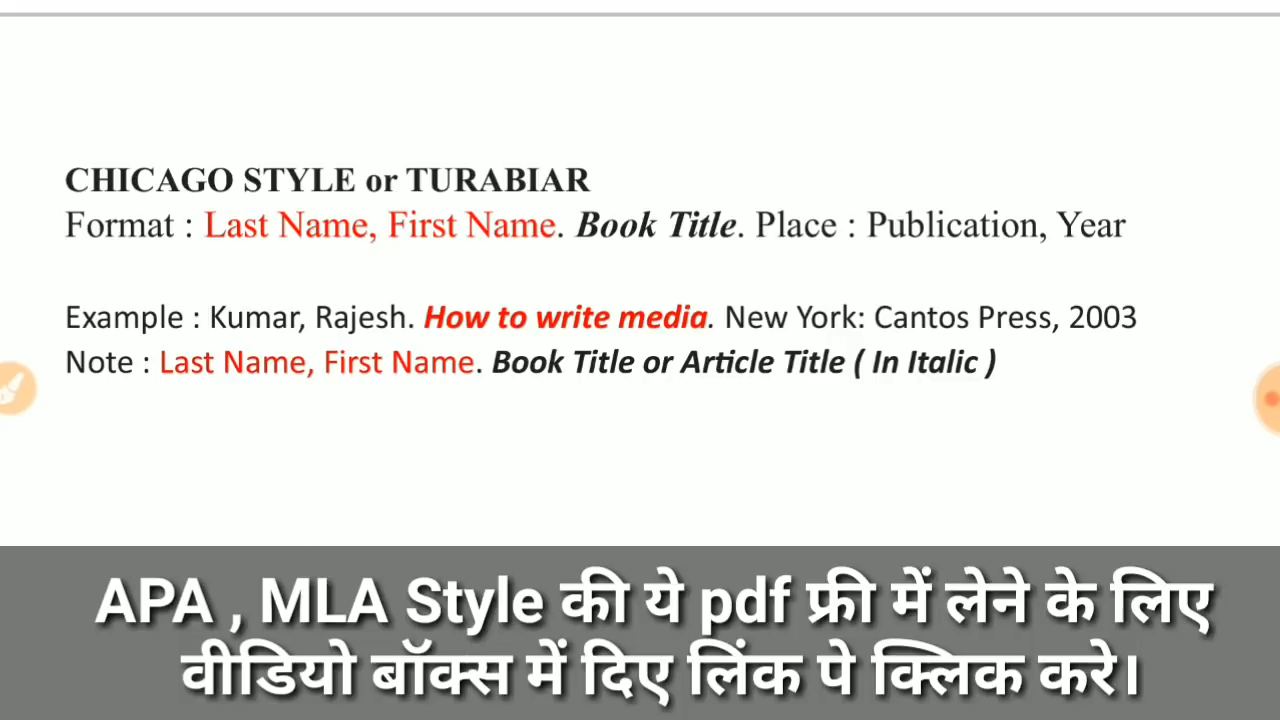 CHICAGO STYLE or TURABIAR
Format : Last Name, First Name. Book Title. Place : Publication, Year
Example : Kumar, Rajesh. How to write media. New York: Cantos Press, 2003
Note : Last Name, First Name. Book Title or Article Title ( In Italic )
APA , MLA Style की ये pdf फ्री में लेने के लिए
वीडियो बॉक्स में दिए लिंक पे क्लिक करे।